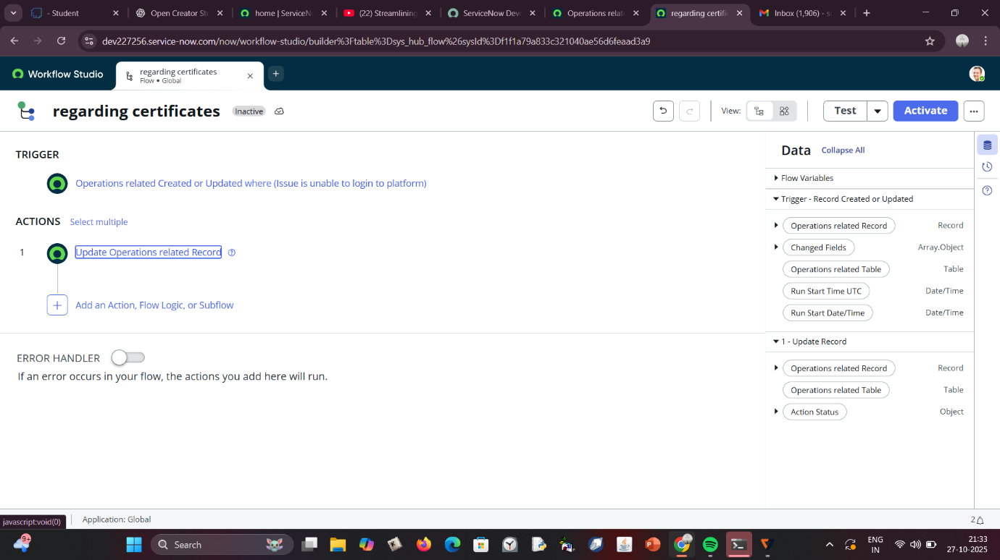 - Student
Open Creator St
home | ServiceN
(22) Streamlining
ServiceNow Dev
Operations relat
regarding certific
Inbox (1,906) - s
dev227256.service-now.com/now/workflow-studio/builder%3Ftable%3Dsys_hub_flow%26sysId%3Df1f1a79a833c321040ae56d6feaad3a9
Workflow Studio
regarding certificates
Flow • Global
regarding certificates
Inactive
View:
Test
Activate
TRIGGER
Operations related Created or Updated where (Issue is unable to login to platform)
ACTIONS Select multiple
1 Update Operations related Record
Add an Action, Flow Logic, or Subflow
ERROR HANDLER
If an error occurs in your flow, the actions you add here will run.
Data Collapse All
Flow Variables
Trigger - Record Created or Updated
Operations related Record Record
Changed Fields Array.Object
Operations related Table Table
Run Start Time UTC Date/Time
Run Start Date/Time Date/Time
1 - Update Record
Operations related Record Record
Operations related Table Table
Action Status Object
javascript:void(0)
Application: Global
2
9+
Search
ENG
IN
21:33
27-10-2025